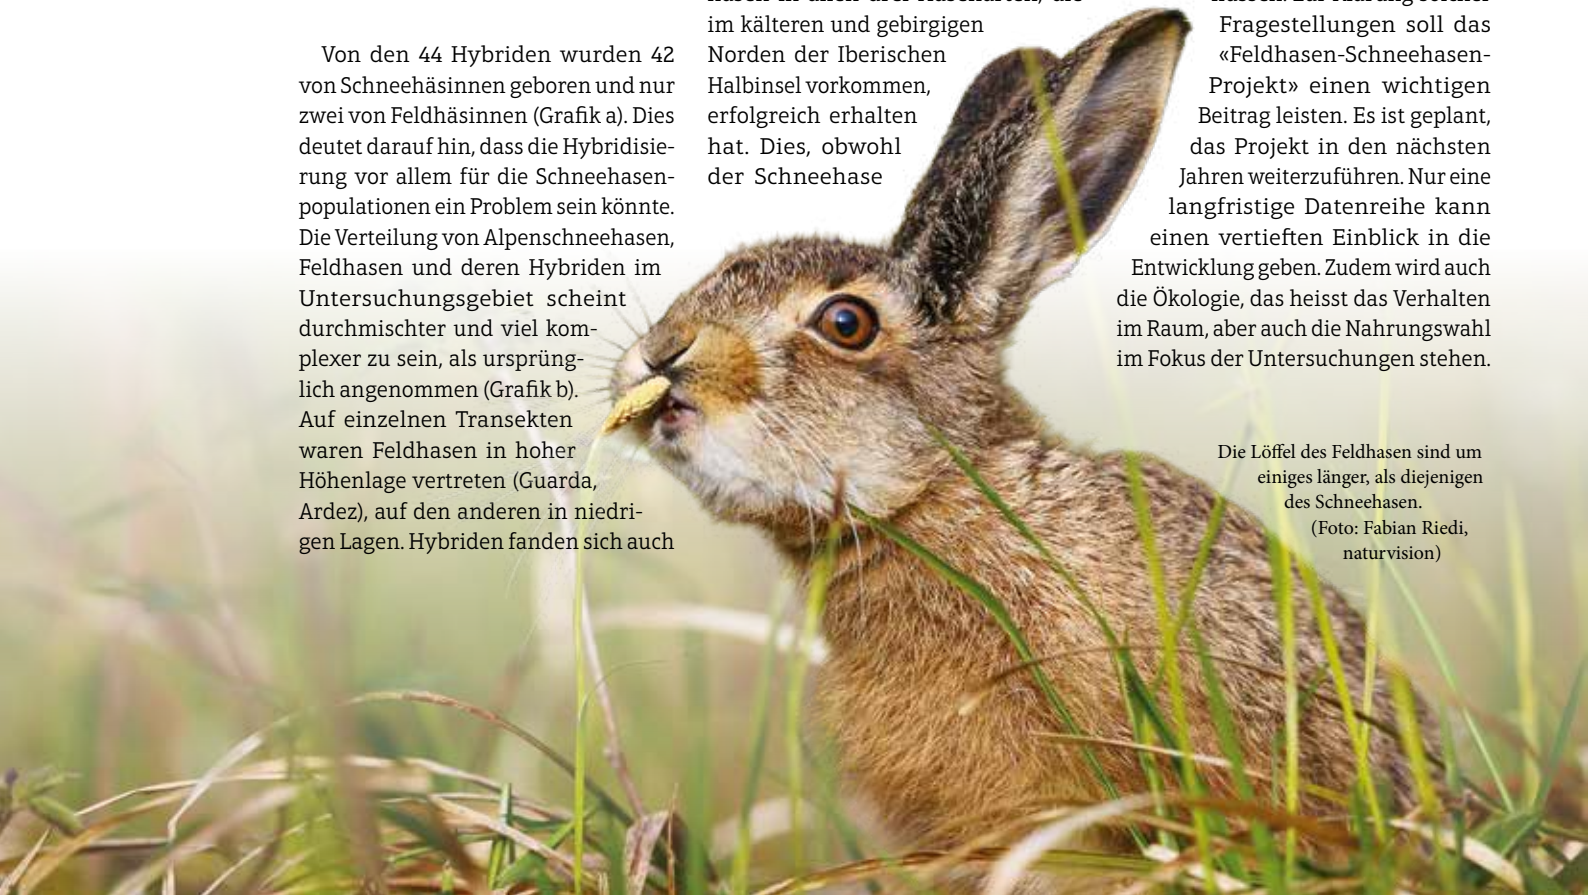 Von den 44 Hybriden wurden 42
von Schneehäsinnen geboren und nur
zwei von Feldhäsinnen (Grafik a). Dies
deutet darauf hin, dass die Hybridisie-
rung vor allem für die Schneehasen-
populationen ein Problem sein könnte.
Die Verteilung von Alpenschneehasen,
Feldhasen und deren Hybriden im
Untersuchungsgebiet scheint
durchmischter und viel kom-
plexer zu sein, als ursprüng-
lich angenommen (Grafik b).
Auf einzelnen Transekten
waren Feldhasen in hoher
Höhenlage vertreten (Guarda,
Ardez), auf den anderen in niedri-
gen Lagen. Hybriden fanden sich auch
im kälteren und gebirgigen
Norden der Iberischen
Halbinsel vorkommen,
erfolgreich erhalten
hat. Dies, obwohl
der Schneehase
Fragestellungen soll das
«Feldhasen-Schneehasen-
Projekt» einen wichtigen
Beitrag leisten. Es ist geplant,
das Projekt in den nächsten
Jahren weiterzuführen. Nur eine
langfristige Datenreihe kann
einen vertieften Einblick in die
Entwicklung geben. Zudem wird auch
die Ökologie, das heisst das Verhalten
im Raum, aber auch die Nahrungswahl
im Fokus der Untersuchungen stehen.
Die Löffel des Feldhasen sind um
einiges länger, als diejenigen
des Schneehasen.
(Foto: Fabian Riedi,
naturvision)